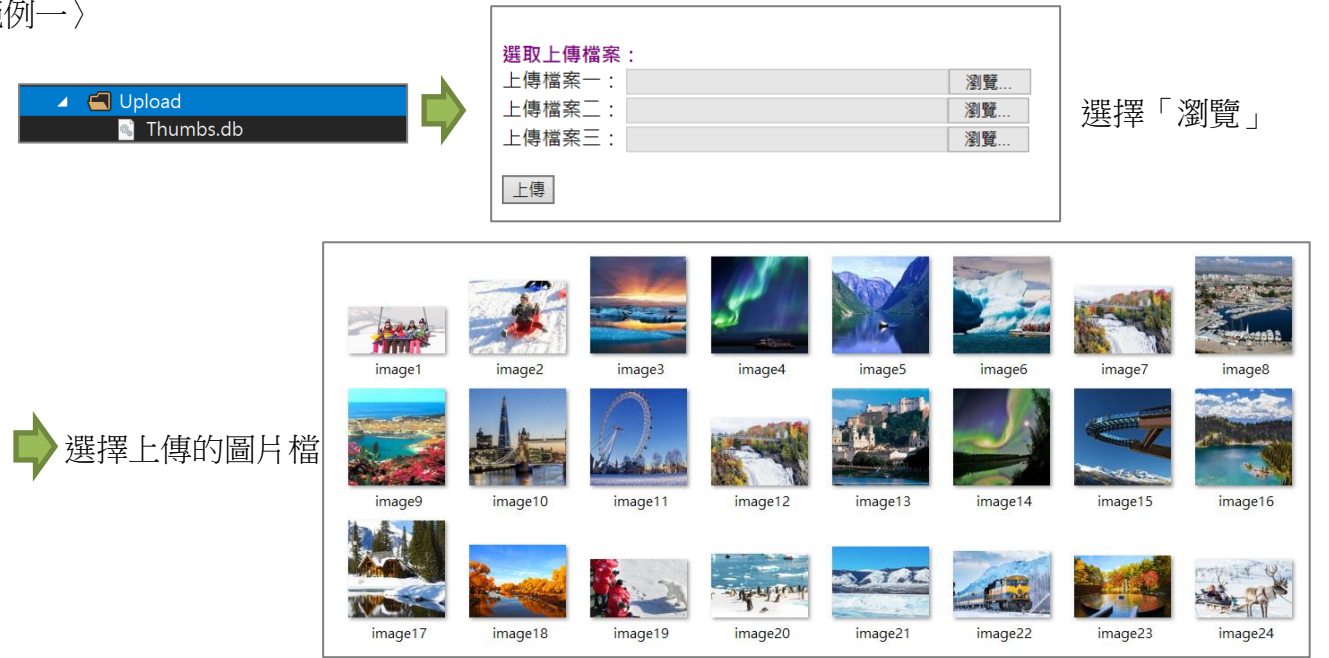 例一〉
選取上傳檔案：
上傳檔案一： 瀏覽...
上傳檔案二： 瀏覽...
上傳檔案三： 瀏覽...
上傳
Upload
Thumbs.db
選擇「瀏覽」
選擇上傳的圖片檔
image1 image2 image3 image4 image5 image6 image7 image8
image9 image10 image11 image12 image13 image14 image15 image16
image17 image18 image19 image20 image21 image22 image23 image24